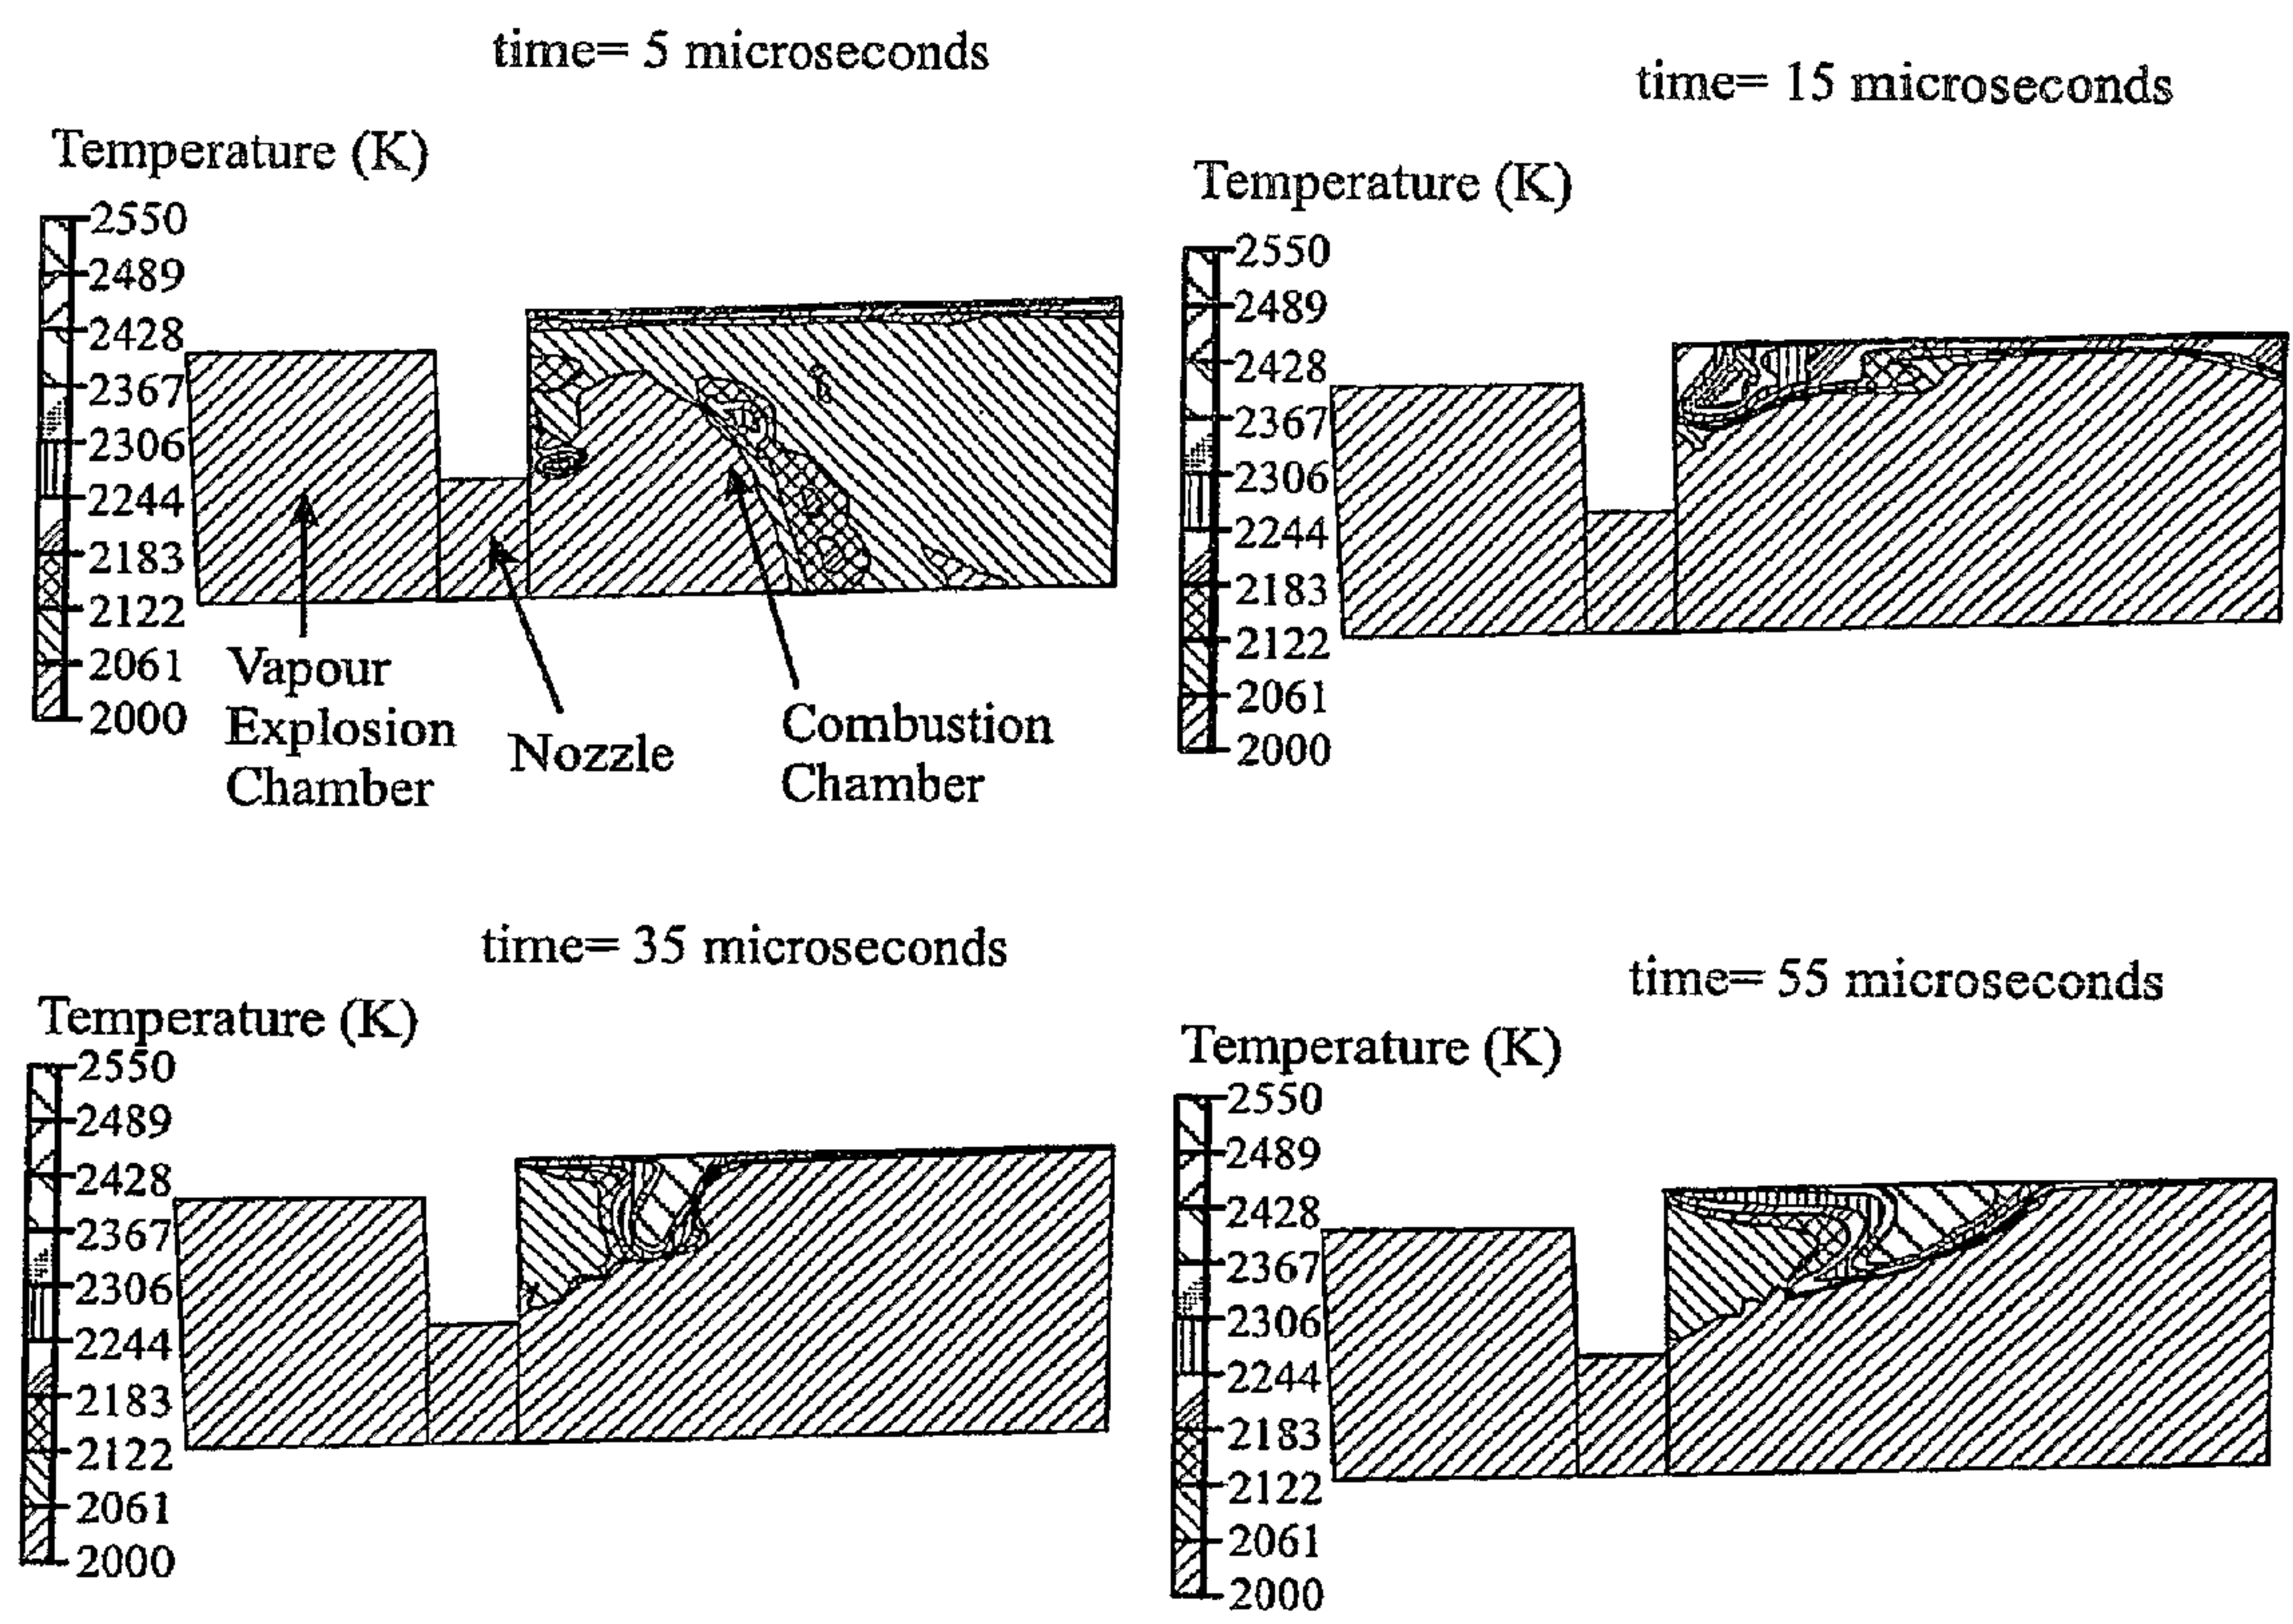 time= 5 microseconds
Temperature (K)
2550
2489
2428
2367
2306
2244
2183
2122
2061
2000
Vapour
Explosion
Chamber
Nozzle
Combustion
Chamber
time= 15 microseconds
Temperature (K)
2550
2489
2428
2367
2306
2244
2183
2122
2061
2000
time= 35 microseconds
Temperature (K)
2550
2489
2428
2367
2306
2244
2183
2122
2061
2000
time= 55 microseconds
Temperature (K)
2550
2489
2428
2367
2306
2244
2183
2122
2061
2000